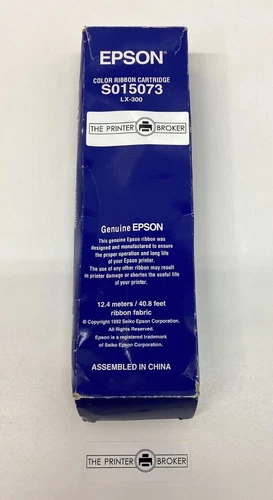 EPSON
COLOR RIBBON CARTRIDGE
S015073
LX-300
THE PRINTER BROKER
Genuine EPSON
This genuine Epson ribbon was
designed and manufactured to ensure
the proper operation and long life
of your Epson printer.
The use of any other ribbon may result
in printer damage or shorten the useful life
of your printer.
12.4 meters / 40.8 feet
ribbon fabric
© Copyright 1992 Seiko Epson Corporation.
All Rights Reserved.
Epson is a registered trademark
of Seiko Epson Corporation.
ASSEMBLED IN CHINA
THE PRINTER BROKER